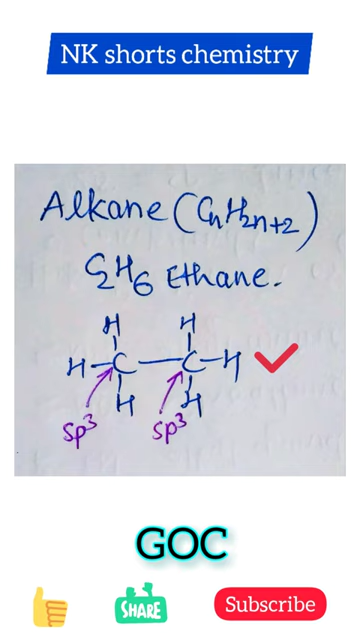 NK shorts chemistry
Alkane (CnH2n+2)
C2H6 Ethane.
H H
H-C-C-H
H H
Sp³ Sp³
GOC
SHARE
Subscribe